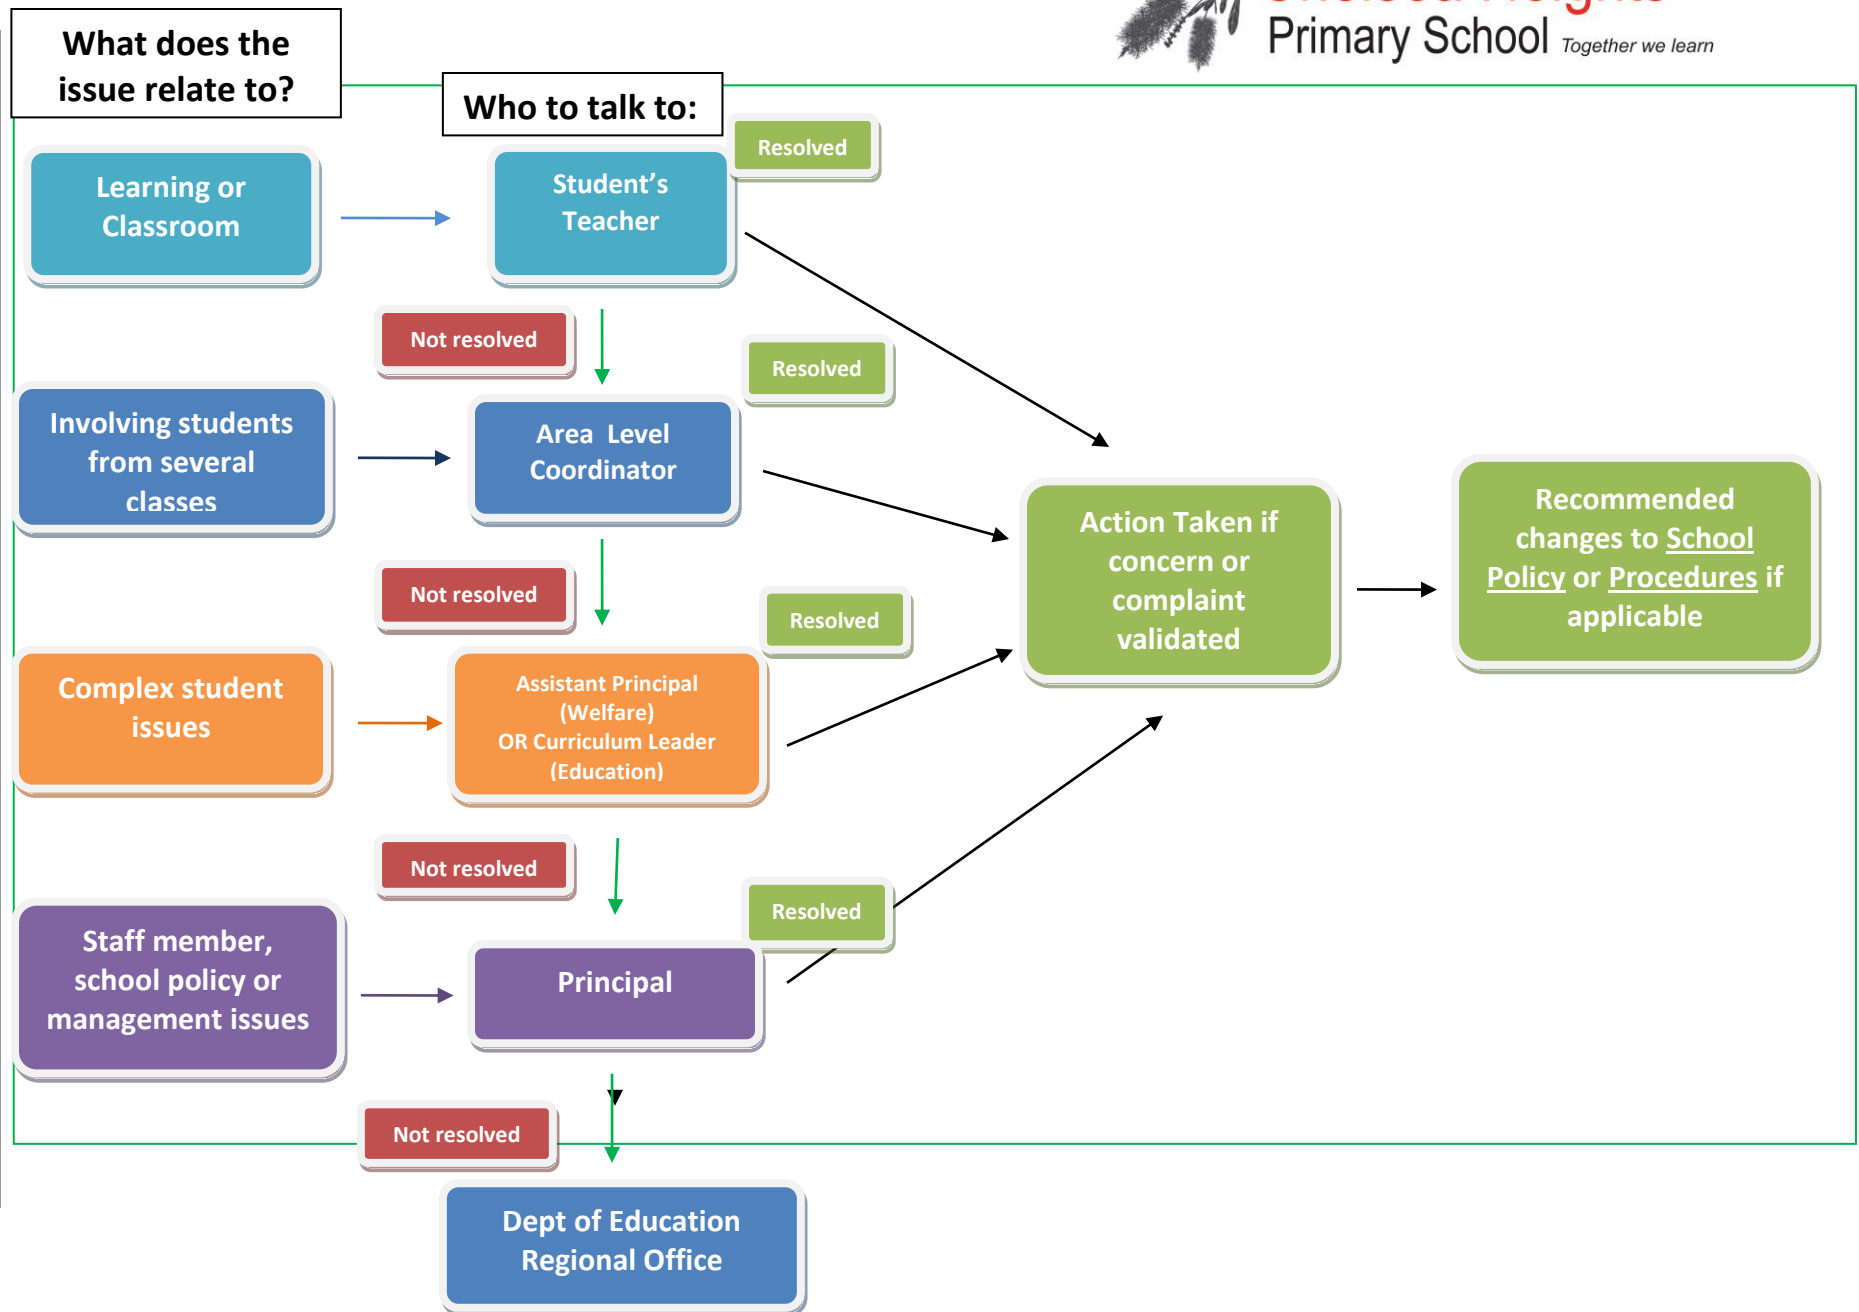 Primary School Together we learn
What does the
issue relate to?
Who to talk to:
Resolved
Learning or
Classroom
Student’s
Teacher
Not resolved
Resolved
Involving students
from several
classes
Area Level
Coordinator
Action Taken if
concern or
complaint
validated
Recommended
changes to School
Policy or Procedures if
applicable
Not resolved
Resolved
Complex student
issues
Assistant Principal
(Welfare)
OR Curriculum Leader
(Education)
Not resolved
Resolved
Staff member,
school policy or
management issues
Principal
Not resolved
Dept of Education
Regional Office